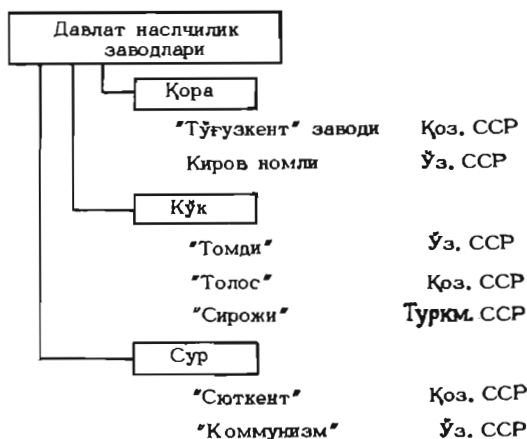 Давлат наслчилик
заводлари
Қора
"Тўғузкент" заводи Қоз. ССР
Киров номли Ўз. ССР
Кўк
"Томди" Ўз. ССР
"Толос" Қоз. ССР
"Сирожи" Туркм. ССР
Сур
"Сюткент" Қоз. ССР
"Коммунизм" Ўз. ССР